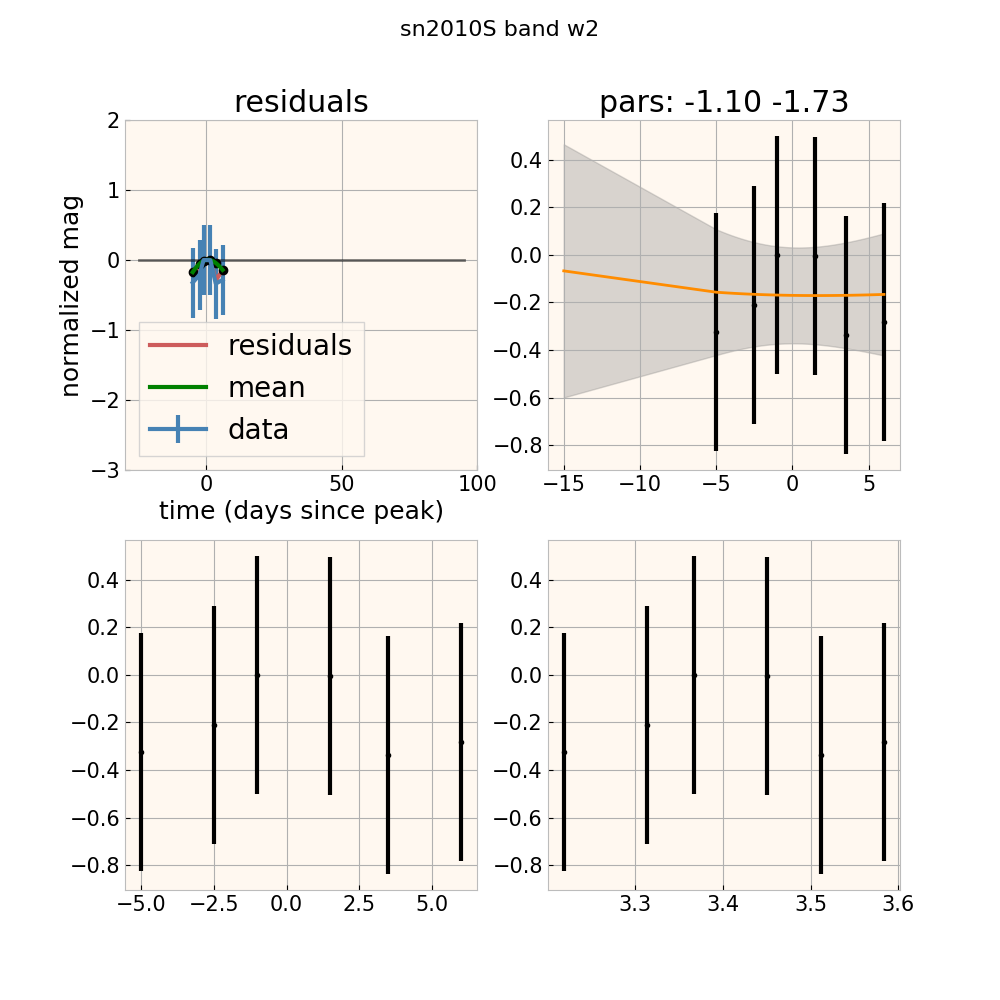 sn2010S band w2
residuals
pars: -1.10 -1.73
normalized mag
2
1
0
−1
−2
−3
residuals
mean
data
0 50 100
time (days since peak)
0.4
0.2
0.0
−0.2
−0.4
−0.6
−0.8
−15 −10 −5 0 5
0.4
0.2
0.0
−0.2
−0.4
−0.6
−0.8
−5.0 −2.5 0.0 2.5 5.0
0.4
0.2
0.0
−0.2
−0.4
−0.6
−0.8
3.3 3.4 3.5 3.6